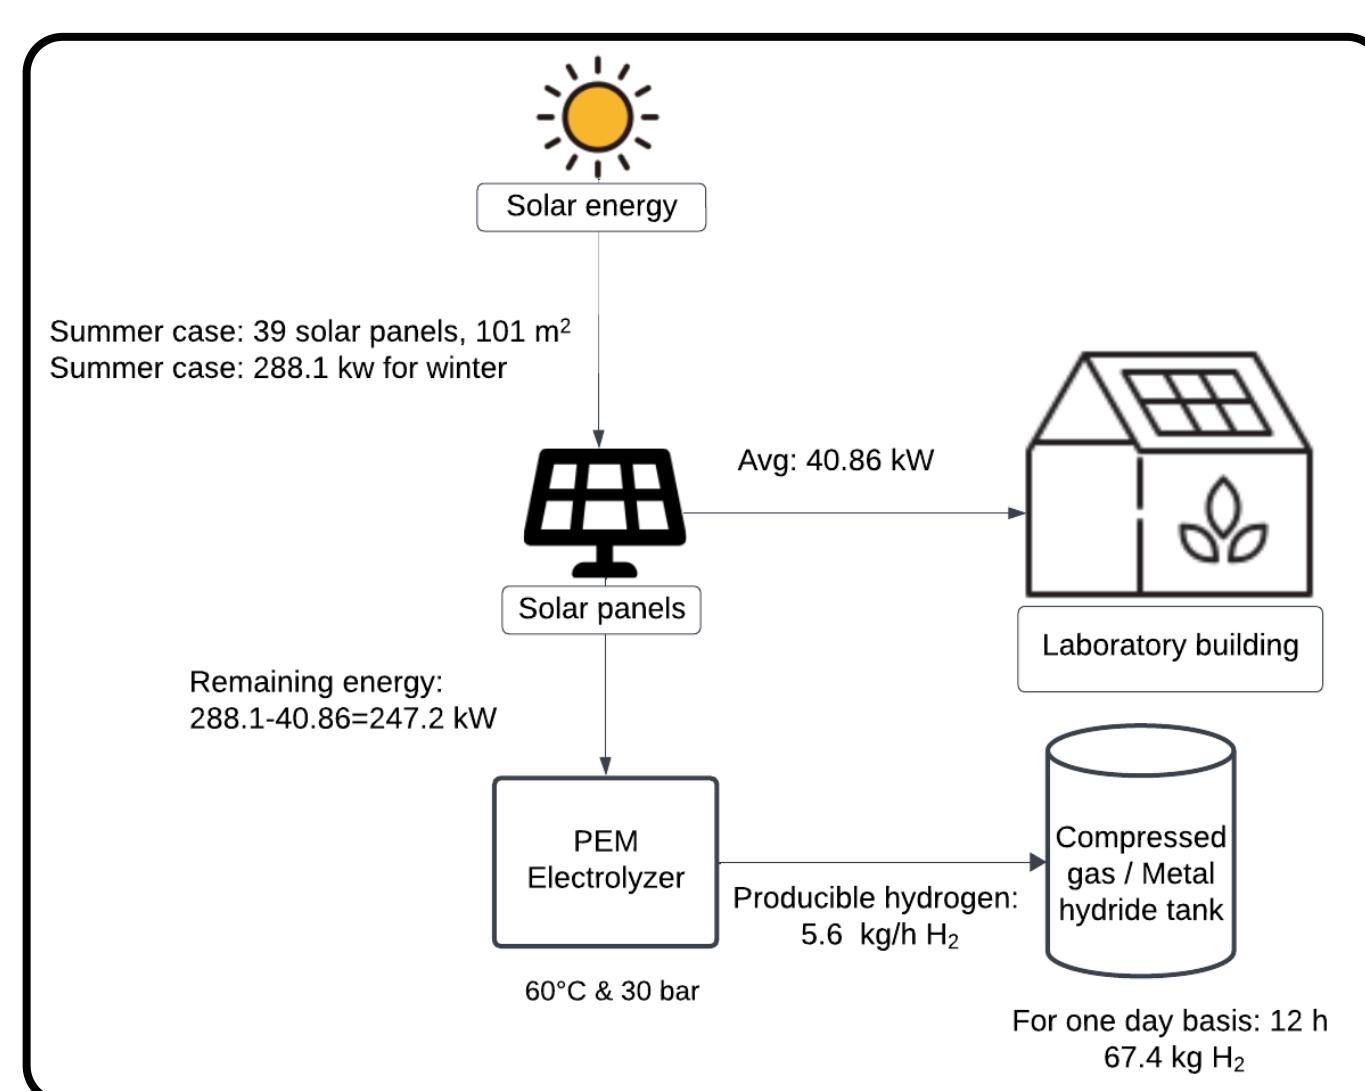 Solar energy
Summer case: 39 solar panels, 101 m²
Summer case: 288.1 kw for winter
Avg: 40.86 kW
Solar panels
Laboratory building
Remaining energy:
288.1-40.86=247.2 kW
PEM
Electrolyzer
Producible hydrogen:
5.6 kg/h H₂
Compressed
gas / Metal
hydride tank
60°C & 30 bar
For one day basis: 12 h
67.4 kg H₂